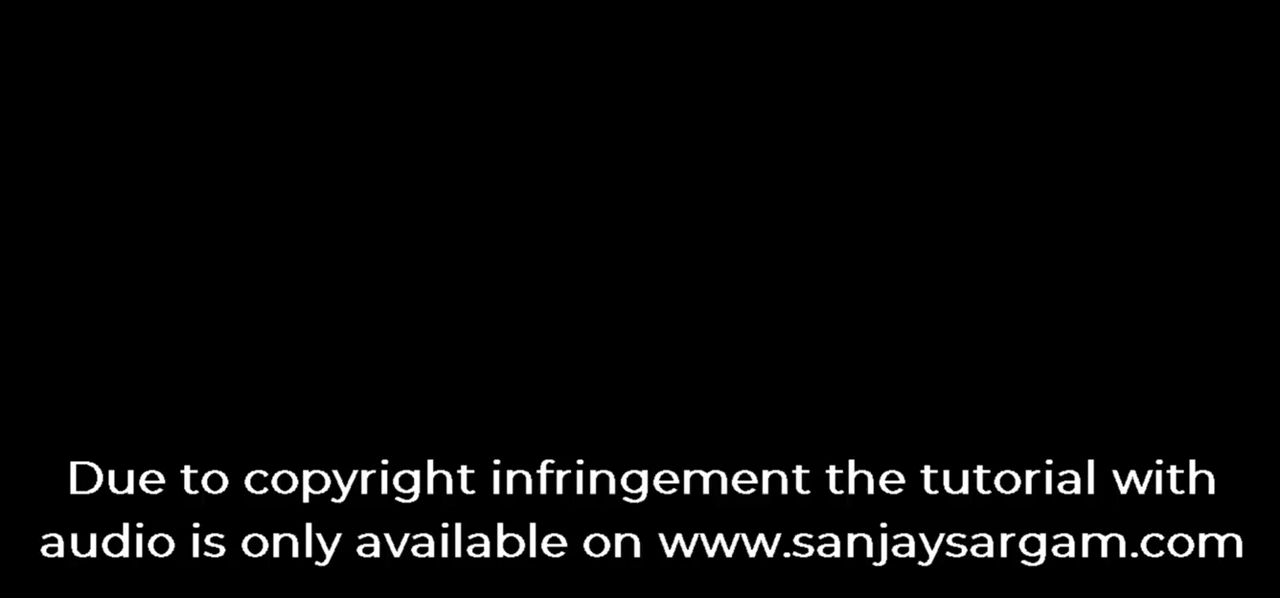 Due to copyright infringement the tutorial with
audio is only available on www.sanjaysargam.com